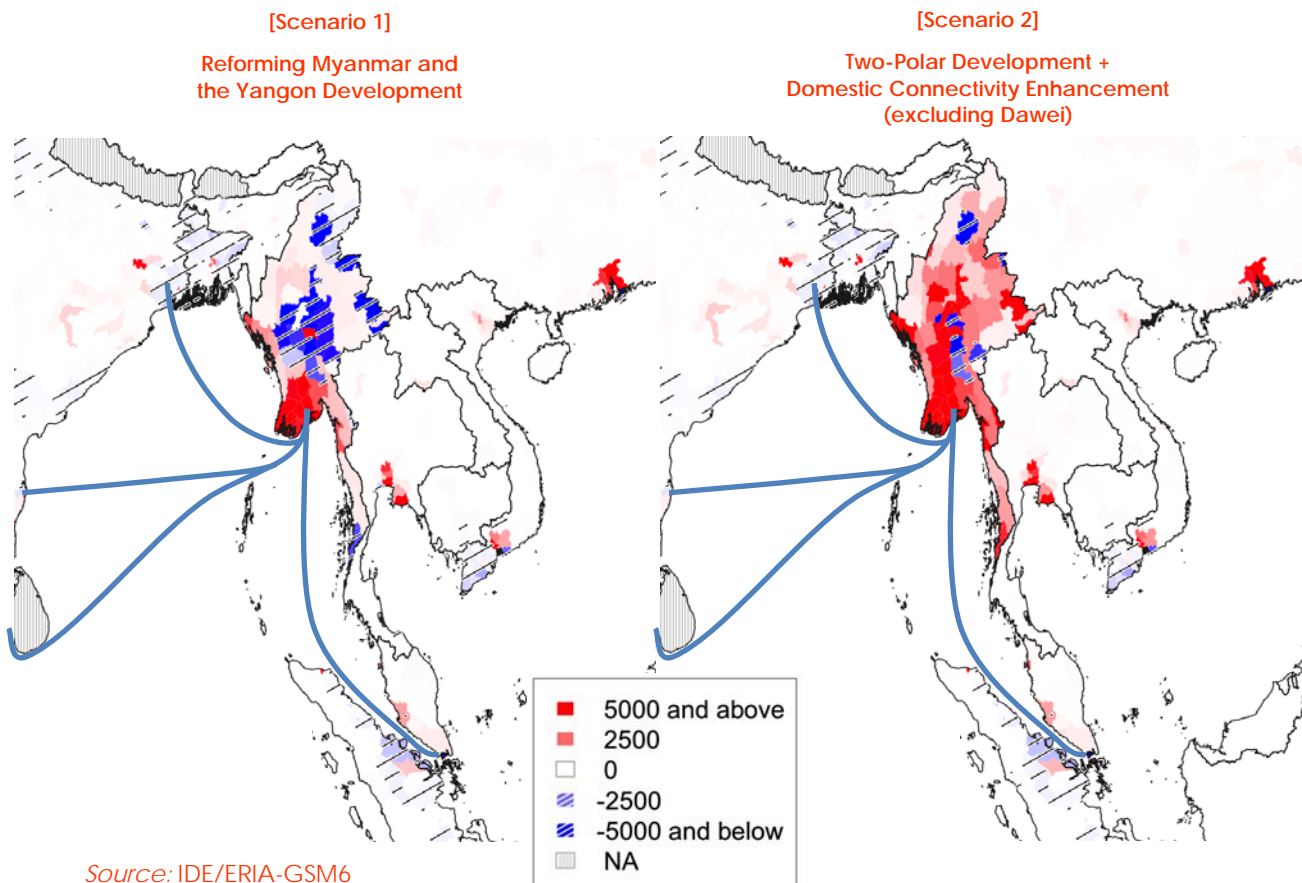 [Scenario 1]
Reforming Myanmar and
the Yangon Development
[Scenario 2]
Two-Polar Development +
Domestic Connectivity Enhancement
(excluding Dawei)
5000 and above
2500
0
-2500
-5000 and below
NA
Source: IDE/ERIA-GSM6